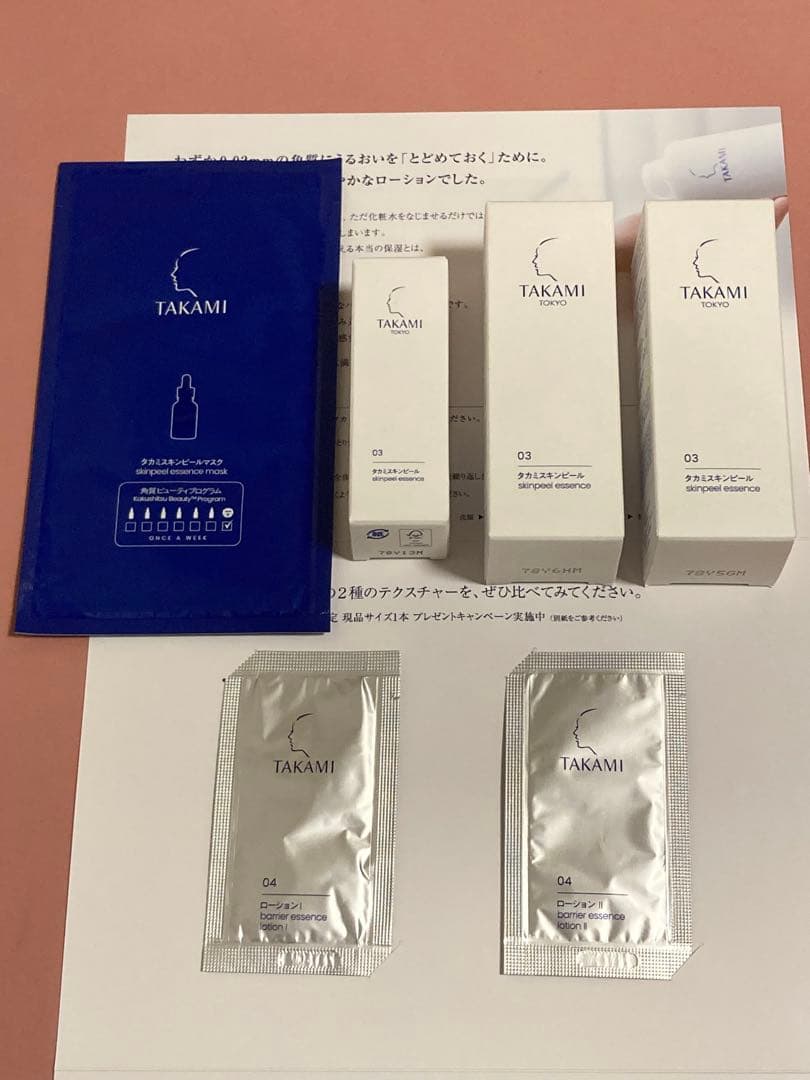 わずか0.02mmの角質にうるおいを「とどめておく」ために。
やかなローションでした。
、ただ化粧水をなじませるだけでは
しまいます。
える本当の保湿とは、
TAKAMI
タカミスキンピールマスク
skinpeel essence mask
角質ビューティプログラム
Kakushitsu Beauty™ Program
ONCE A WEEK
TAKAMI
TOKYO
03
タカミスキンピール
skinpeel essence
78Y13M
TAKAMI
TOKYO
03
タカミスキンピール
skinpeel essence
78Y6HM
TAKAMI
TOKYO
03
タカミスキンピール
skinpeel essence
78Y5GM
TAKAMI
の2種のテクスチャーを、ぜひ比べてみてください。
定 現品サイズ1本 プレゼントキャンペーン実施中 (別紙をご参考ください)
TAKAMI
04
ローション I
barrier essence
lotion I
TAKAMI
04
ローション II
barrier essence
lotion II